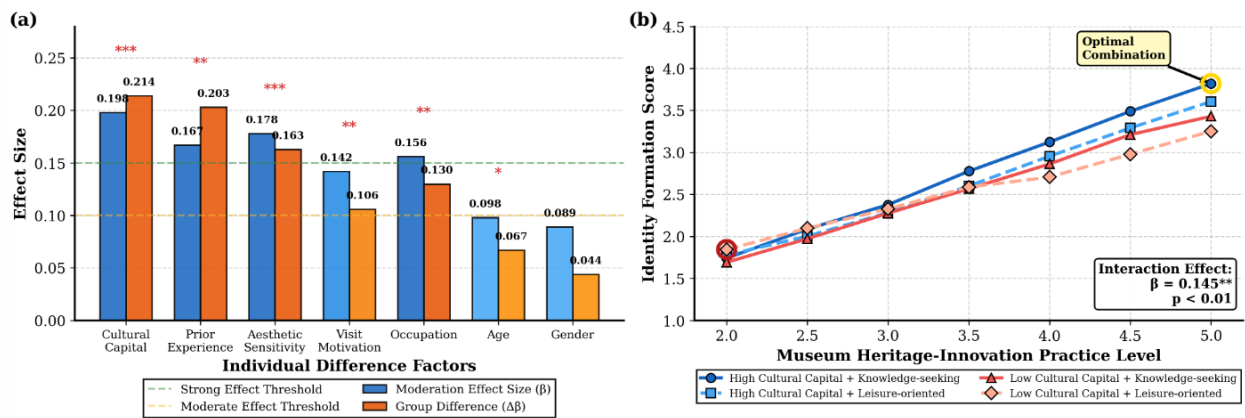 (a)
Effect Size
0.25
0.20
0.15
0.10
0.05
0.00
***
**
***
**
**
*
0.198
0.214
0.167
0.203
0.178
0.163
0.142
0.106
0.156
0.130
0.098
0.067
0.089
0.044
Cultural
Capital
Prior
Experience
Aesthetic
Sensitivity
Visit
Motivation
Occupation
Age
Gender
Individual Difference Factors
Strong Effect Threshold
Moderate Effect Threshold
Moderation Effect Size (β)
Group Difference (Δβ)
(b)
Identity Formation Score
4.5
4.0
3.5
3.0
2.5
2.0
1.5
1.0
Optimal
Combination
Interaction Effect:
β = 0.145**
p < 0.01
2.0 2.5 3.0 3.5 4.0 4.5 5.0
Museum Heritage-Innovation Practice Level
High Cultural Capital + Knowledge-seeking
High Cultural Capital + Leisure-oriented
Low Cultural Capital + Knowledge-seeking
Low Cultural Capital + Leisure-oriented